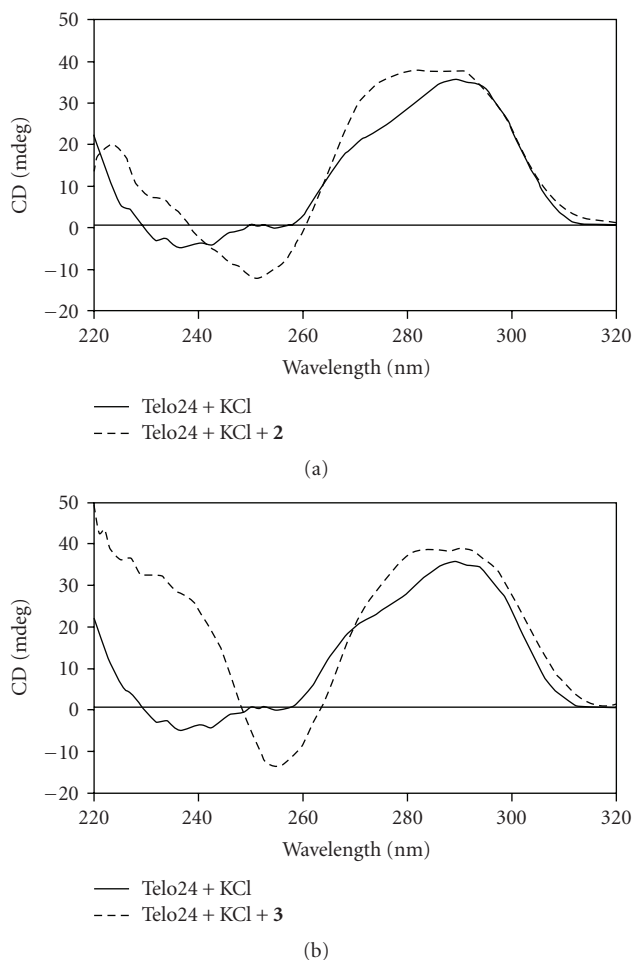 50
40
30
20
10
0
−10
−20
CD (mdeg)
220 240 260 280 300 320
Wavelength (nm)
Telo24 + KCl
Telo24 + KCl + 2
(a)
50
40
30
20
10
0
−10
−20
CD (mdeg)
220 240 260 280 300 320
Wavelength (nm)
Telo24 + KCl
Telo24 + KCl + 3
(b)